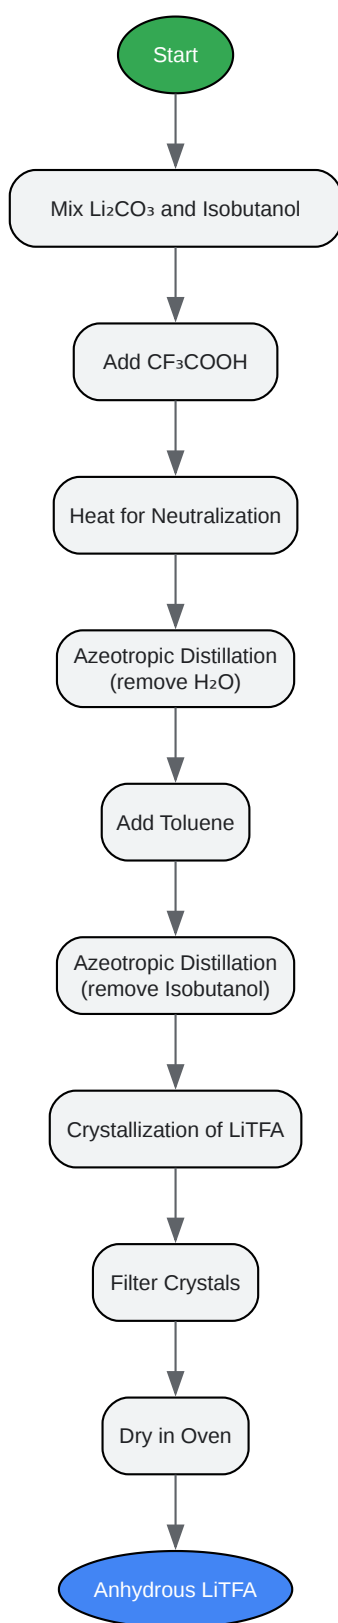 Start
Mix Li₂CO₃ and Isobutanol
Add CF₃COOH
Heat for Neutralization
Azeotropic Distillation
(remove H₂O)
Add Toluene
Azeotropic Distillation
(remove Isobutanol)
Crystallization of LiTFA
Filter Crystals
Dry in Oven
Anhydrous LiTFA